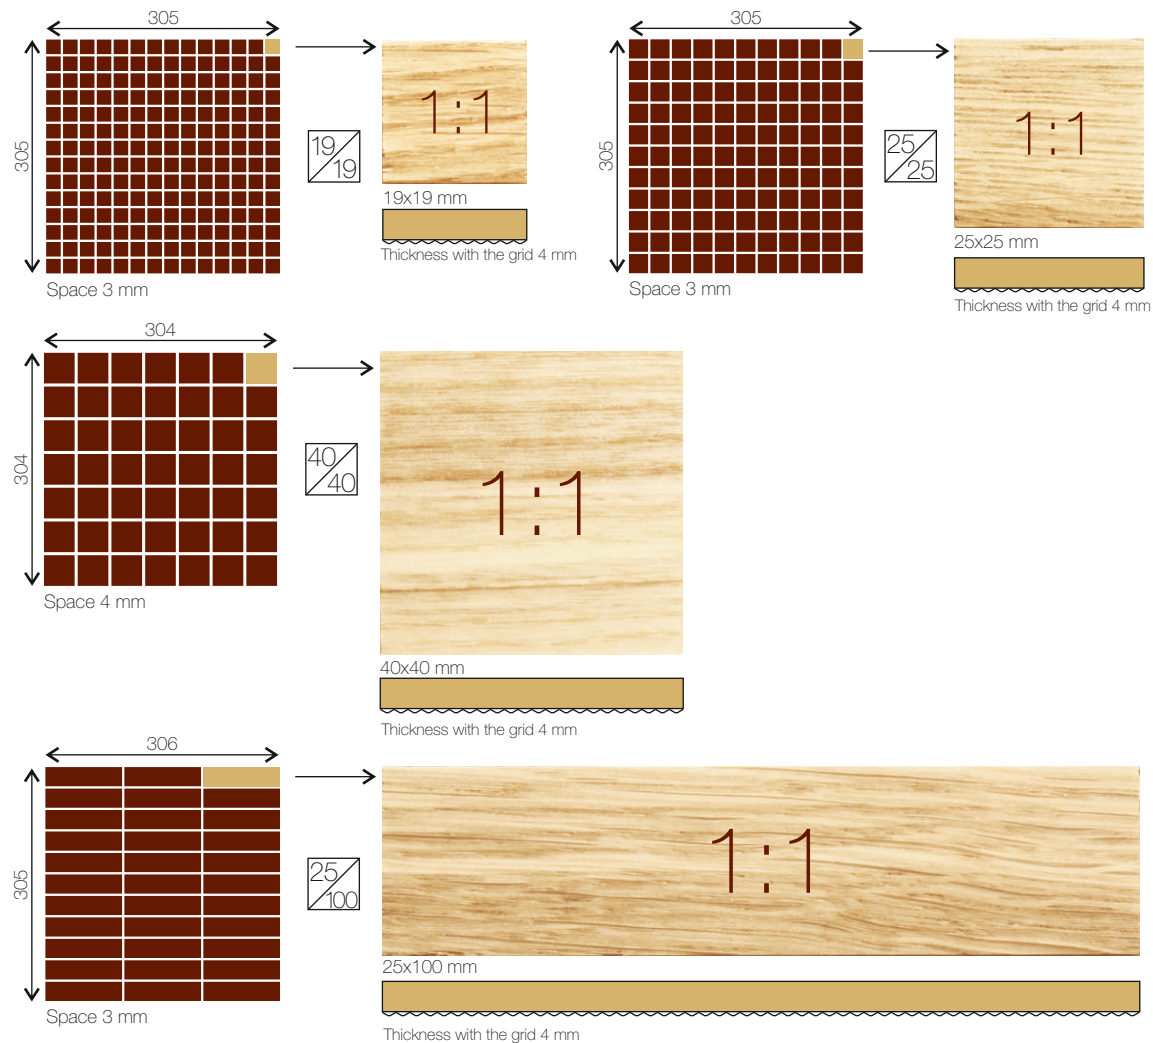 305
305
19
19
1:1
19x19 mm
Thickness with the grid 4 mm
Space 3 mm
305
305
25
25
1:1
25x25 mm
Thickness with the grid 4 mm
Space 3 mm
304
304
40
40
1:1
40x40 mm
Thickness with the grid 4 mm
Space 4 mm
306
305
25
100
1:1
25x100 mm
Thickness with the grid 4 mm
Space 3 mm